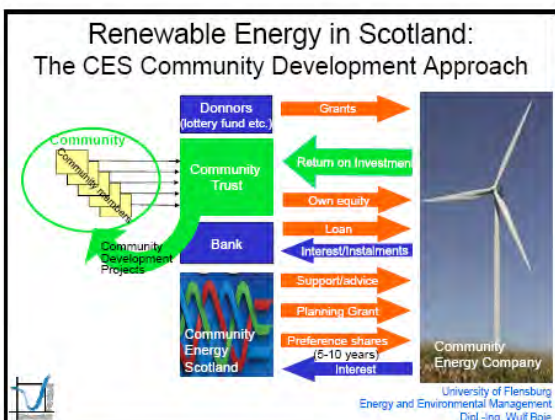 Renewable Energy in Scotland:
The CES Community Development Approach
Donnors
(lottery fund etc.)
Grants
Community
Community members
Community
Trust
Return on Investment
Own equity
Loan
Bank
Interest/Instalments
Community
Development
Projects
Support/advice
Planning Grant
Community
Energy
Scotland
Preference shares
(5-10 years)
Interest
Community
Energy Company
University of Flensburg
Energy and Environmental Management
Dipl.-Ing. Wulf Boie